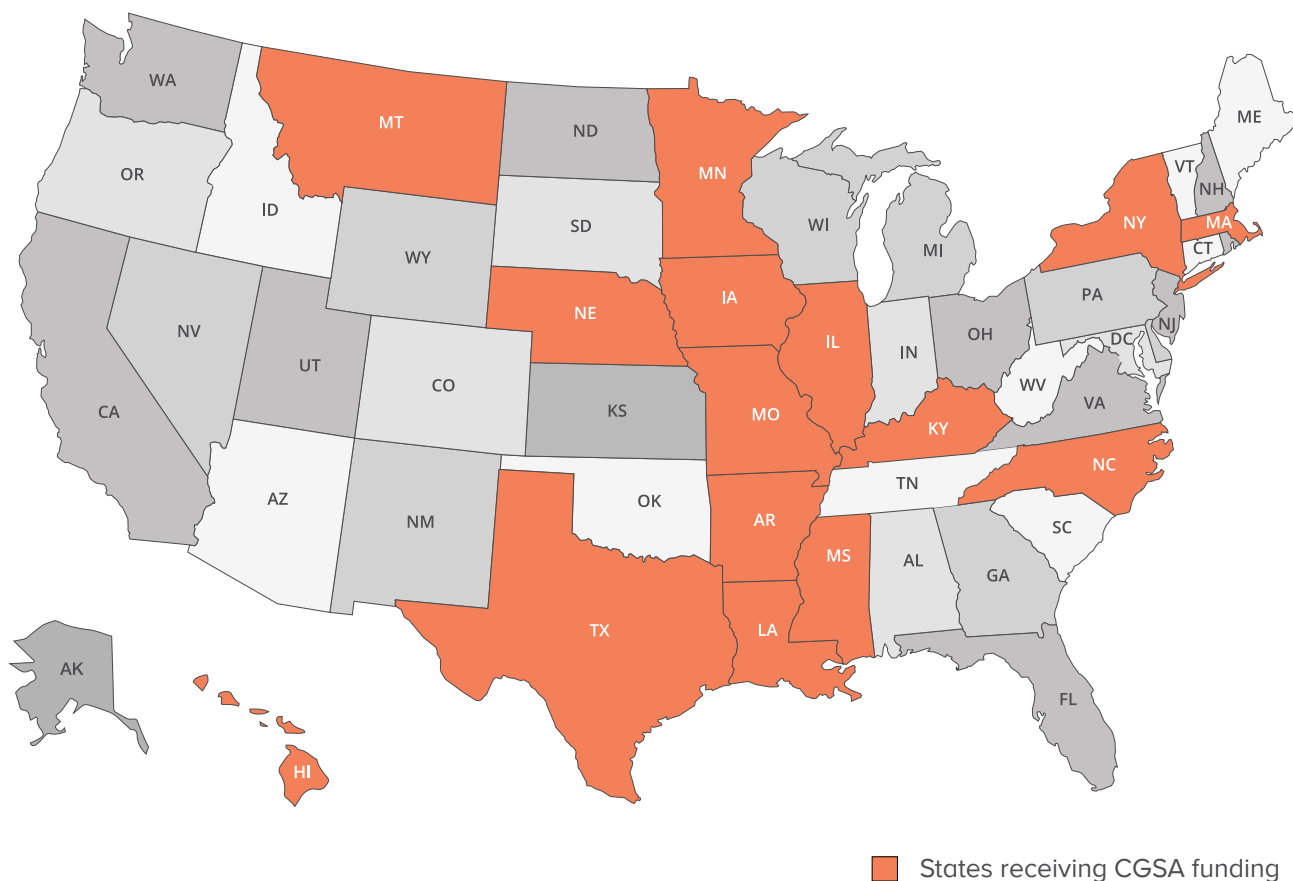 WA
MT
ND
MN
OR
ID
SD
WI
MI
ME
VT
NH
NY
MA
CT
WY
IA
NE
PA
NV
UT
CO
IL
IN
OH
NJ
DC
WV
CA
KS
MO
KY
VA
AZ
NM
OK
AR
TN
NC
SC
MS
AL
GA
TX
LA
AK
FL
HI
States receiving CGSA funding